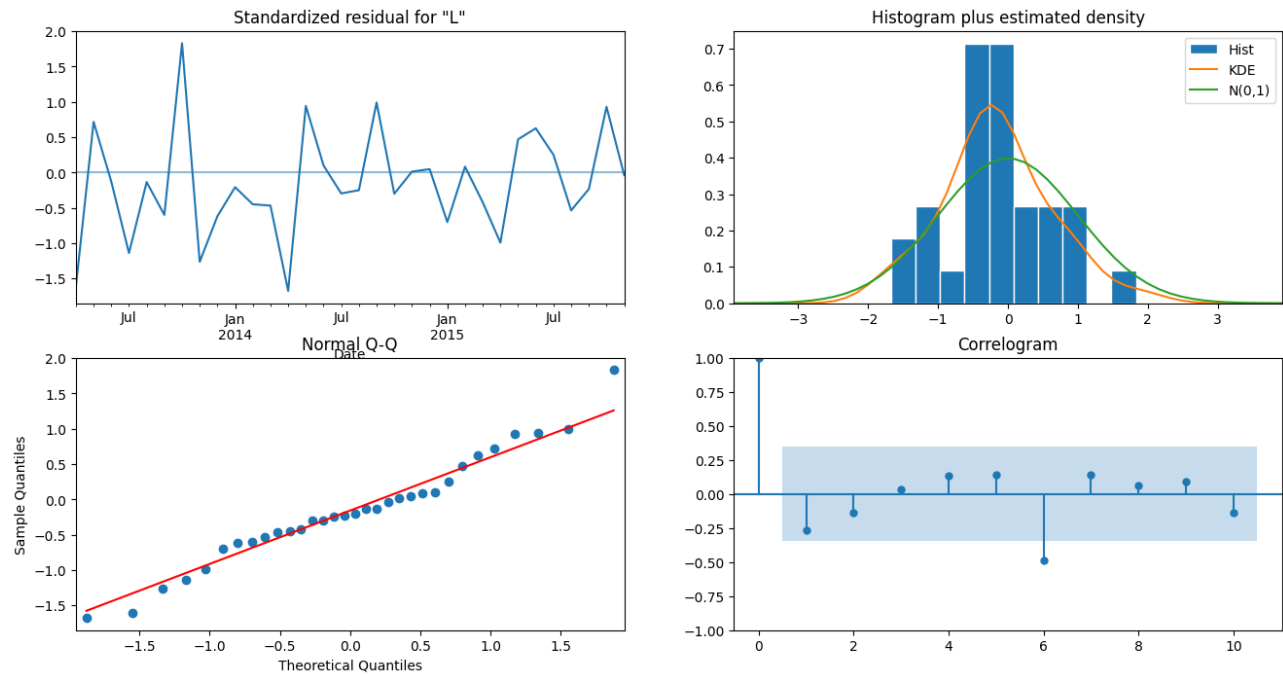 Standardized residual for "L"
2.0
1.5
1.0
0.5
0.0
−0.5
−1.0
−1.5
Jul Jan Jul Jan Jul
2014 2015
Date
Histogram plus estimated density
0.7
0.6
0.5
0.4
0.3
0.2
0.1
0.0
−3 −2 −1 0 1 2 3
Hist
KDE
N(0,1)
Normal Q-Q
Sample Quantiles
2.0
1.5
1.0
0.5
0.0
−0.5
−1.0
−1.5
−1.5 −1.0 −0.5 0.0 0.5 1.0 1.5
Theoretical Quantiles
Correlogram
1.00
0.75
0.50
0.25
0.00
−0.25
−0.50
−0.75
−1.00
0 2 4 6 8 10